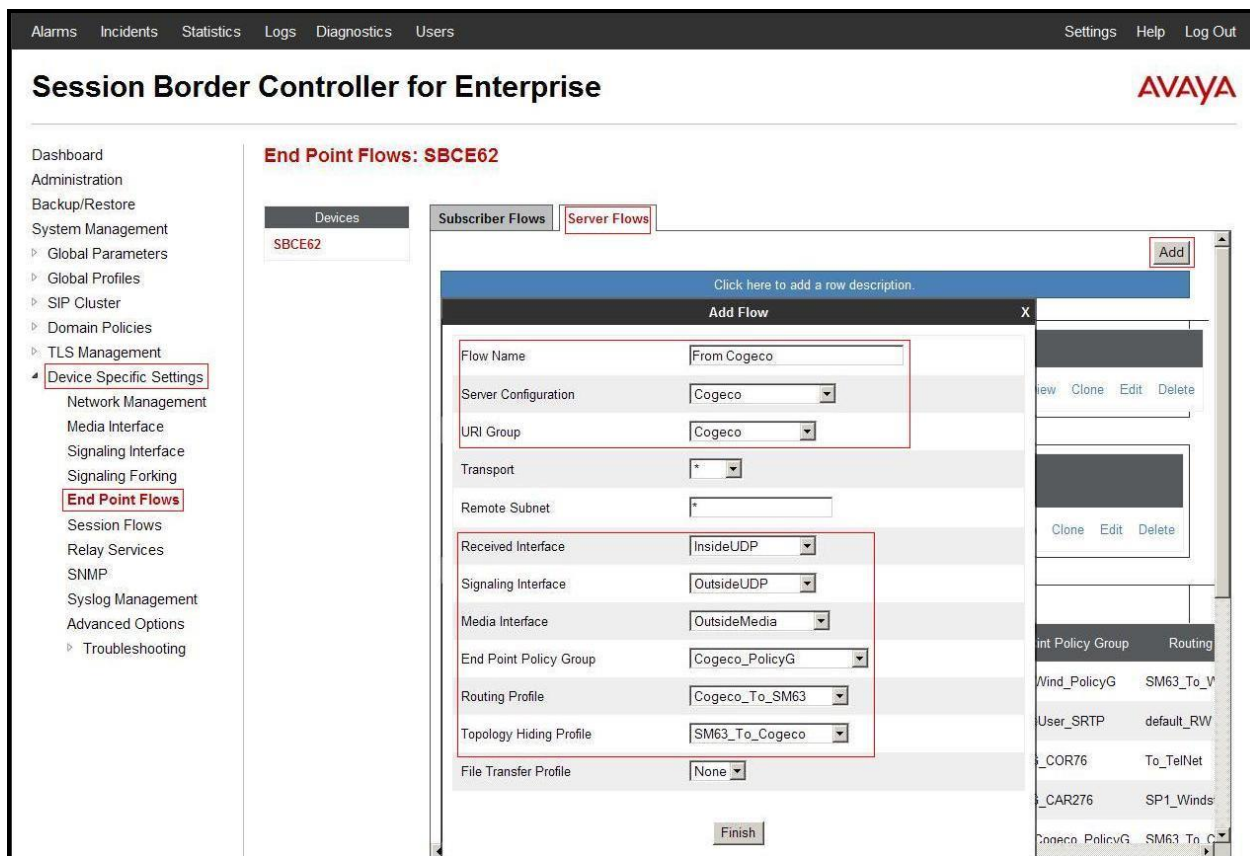 Alarms Incidents Statistics Logs Diagnostics Users Settings Help Log Out
Session Border Controller for Enterprise
AVAYA
Dashboard
Administration
Backup/Restore
System Management
Global Parameters
Global Profiles
SIP Cluster
Domain Policies
TLS Management
Device Specific Settings
Network Management
Media Interface
Signaling Interface
Signaling Forking
End Point Flows
Session Flows
Relay Services
SNMP
Syslog Management
Advanced Options
Troubleshooting
End Point Flows: SBCE62
Devices
SBCE62
Subscriber Flows Server Flows
Add
Click here to add a row description.
Add Flow X
Flow Name From Cogeco
Server Configuration Cogeco
URI Group Cogeco
Transport *
Remote Subnet *
Received Interface InsideUDP
Signaling Interface OutsideUDP
Media Interface OutsideMedia
End Point Policy Group Cogeco_PolicyG
Routing Profile Cogeco_To_SM63
Topology Hiding Profile SM63_To_Cogeco
File Transfer Profile None
Finish
Clone Edit Delete
Clone Edit Delete
Policy Group Routing
Wind_PolicyG
User_SRTP default_RW
_COR76 To_TelNet
_CAR276
Cogeco_PolicyG